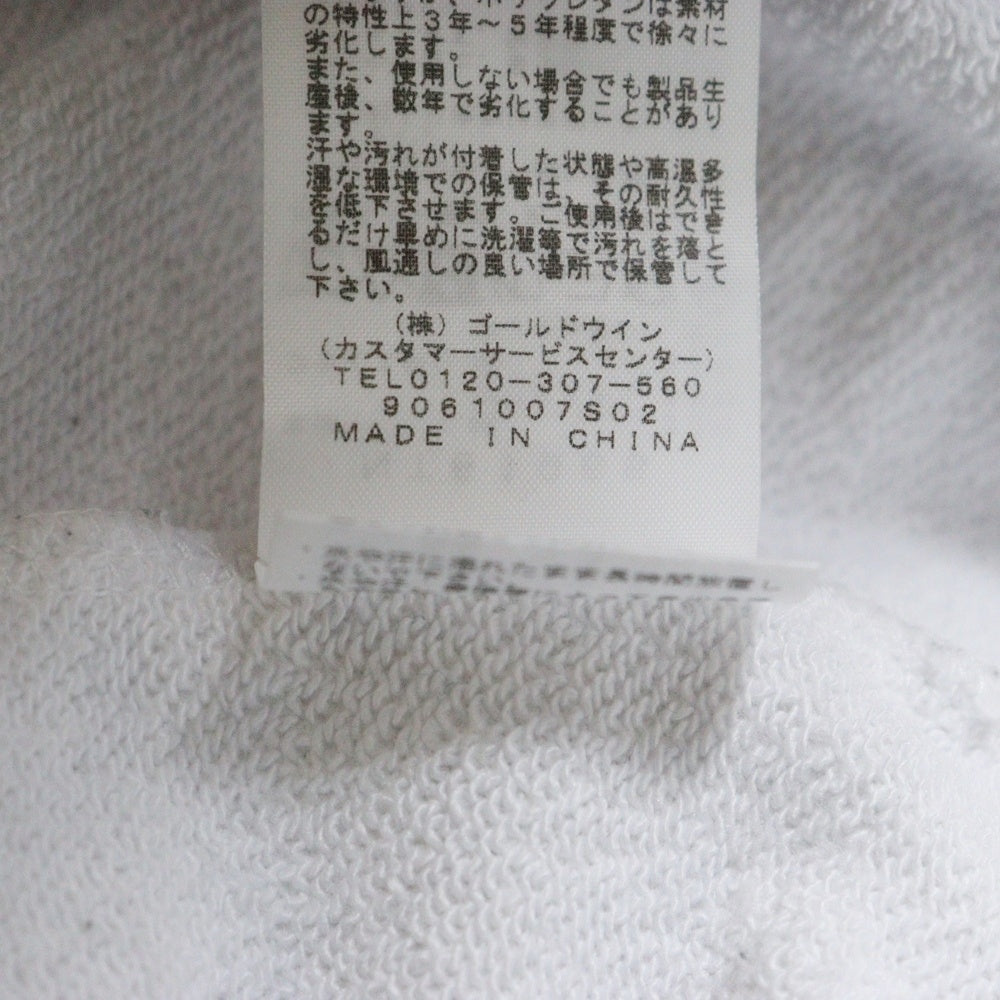 の特性上、年
劣化します。3～5年程度で徐々に
また、使用しない場合でも製品生
産後、数年で劣化することがあり
ます。
汗や汚れが付着した状態や高温多
湿な環境での保管は、その耐久性
を低下させます。ご使用後はできる
だけ単めに洗濯等で汚れを落とし
、風通しの良い場所で保管して
下さい。
(株)ゴールドウイン
(カスタマーサービスセンター)
TEL0120-307-560
9061007S02
MADE IN CHINA